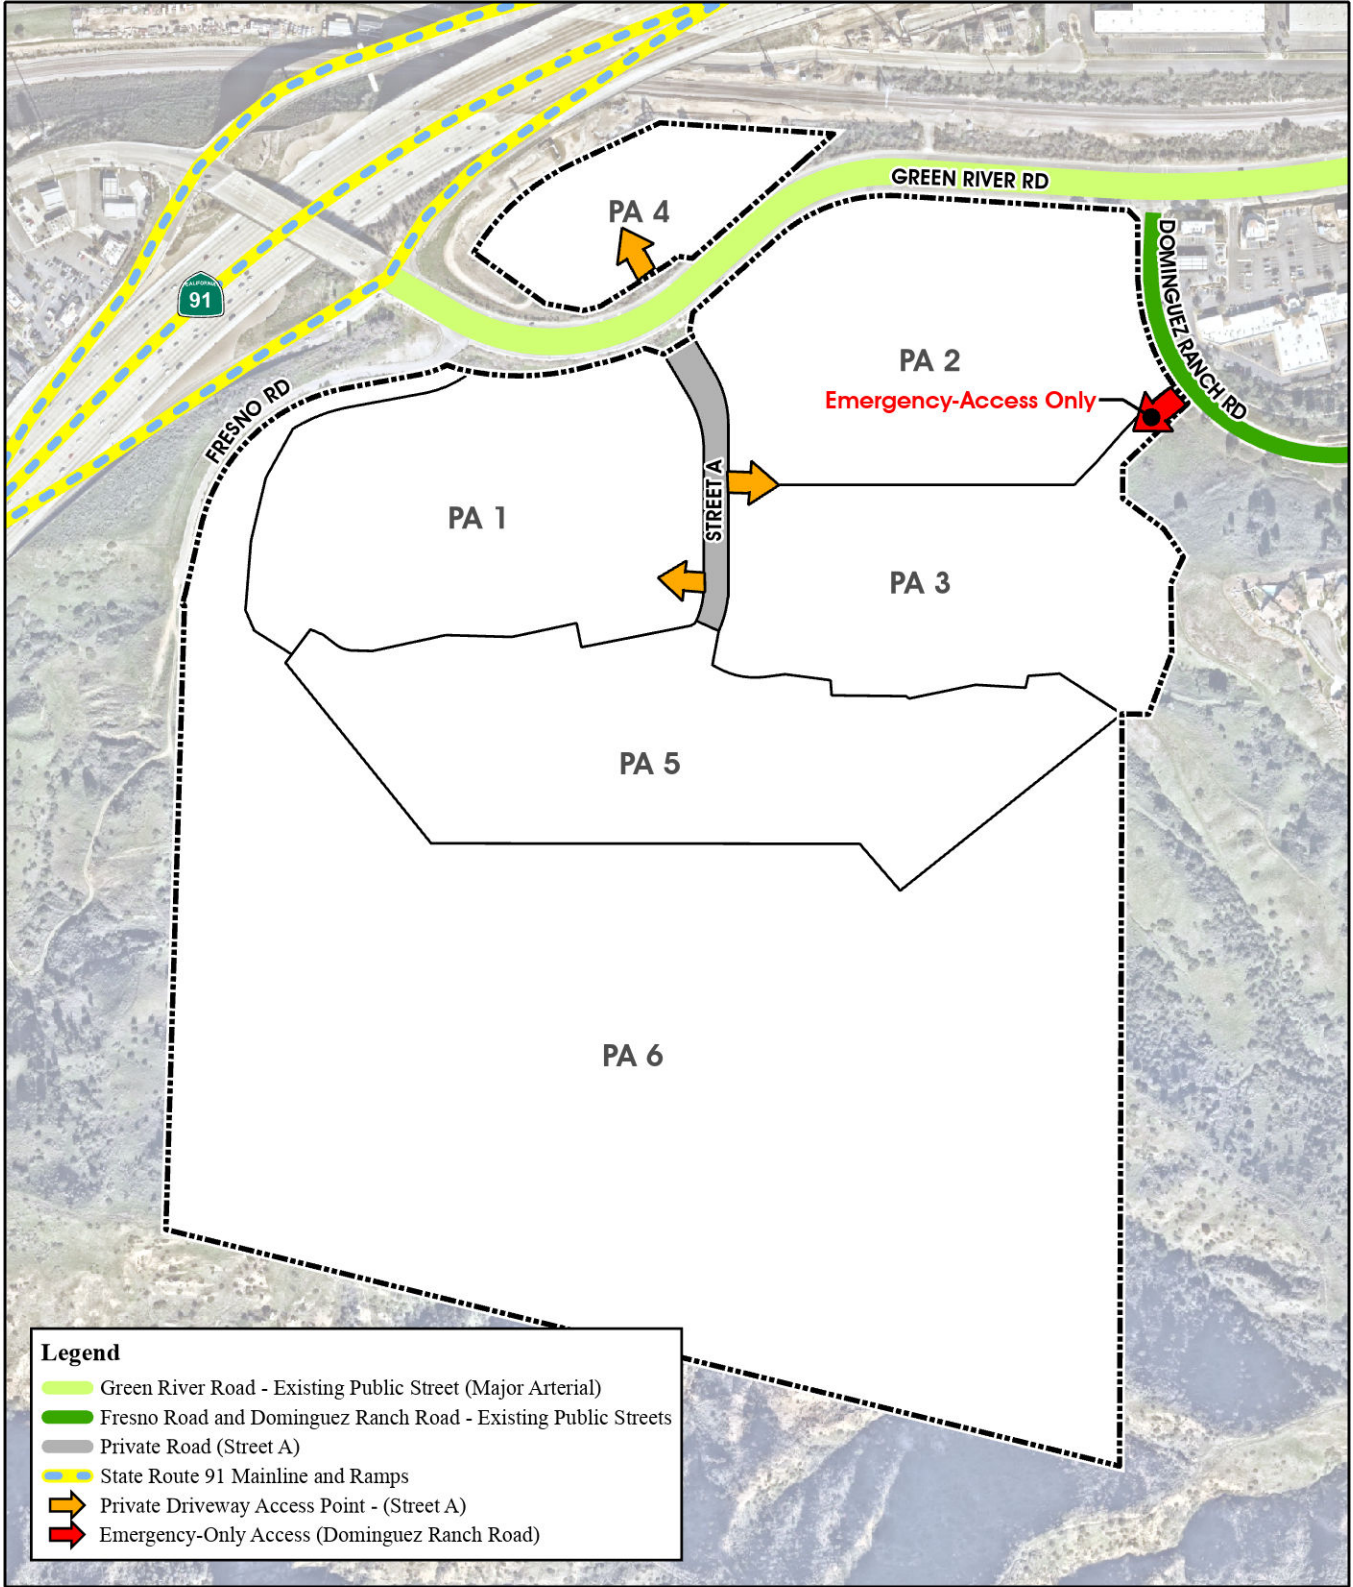 GREEN RIVER RD
PA 4
DOMINGUEZ RANCH RD
CALIFORNIA
91
PA 2
Emergency-Access Only
FRESNO RD
STREET A
PA 1
PA 3
PA 5
PA 6
Legend
Green River Road - Existing Public Street (Major Arterial)
Fresno Road and Dominguez Ranch Road - Existing Public Streets
Private Road (Street A)
State Route 91 Mainline and Ramps
Private Driveway Access Point - (Street A)
Emergency-Only Access (Dominguez Ranch Road)